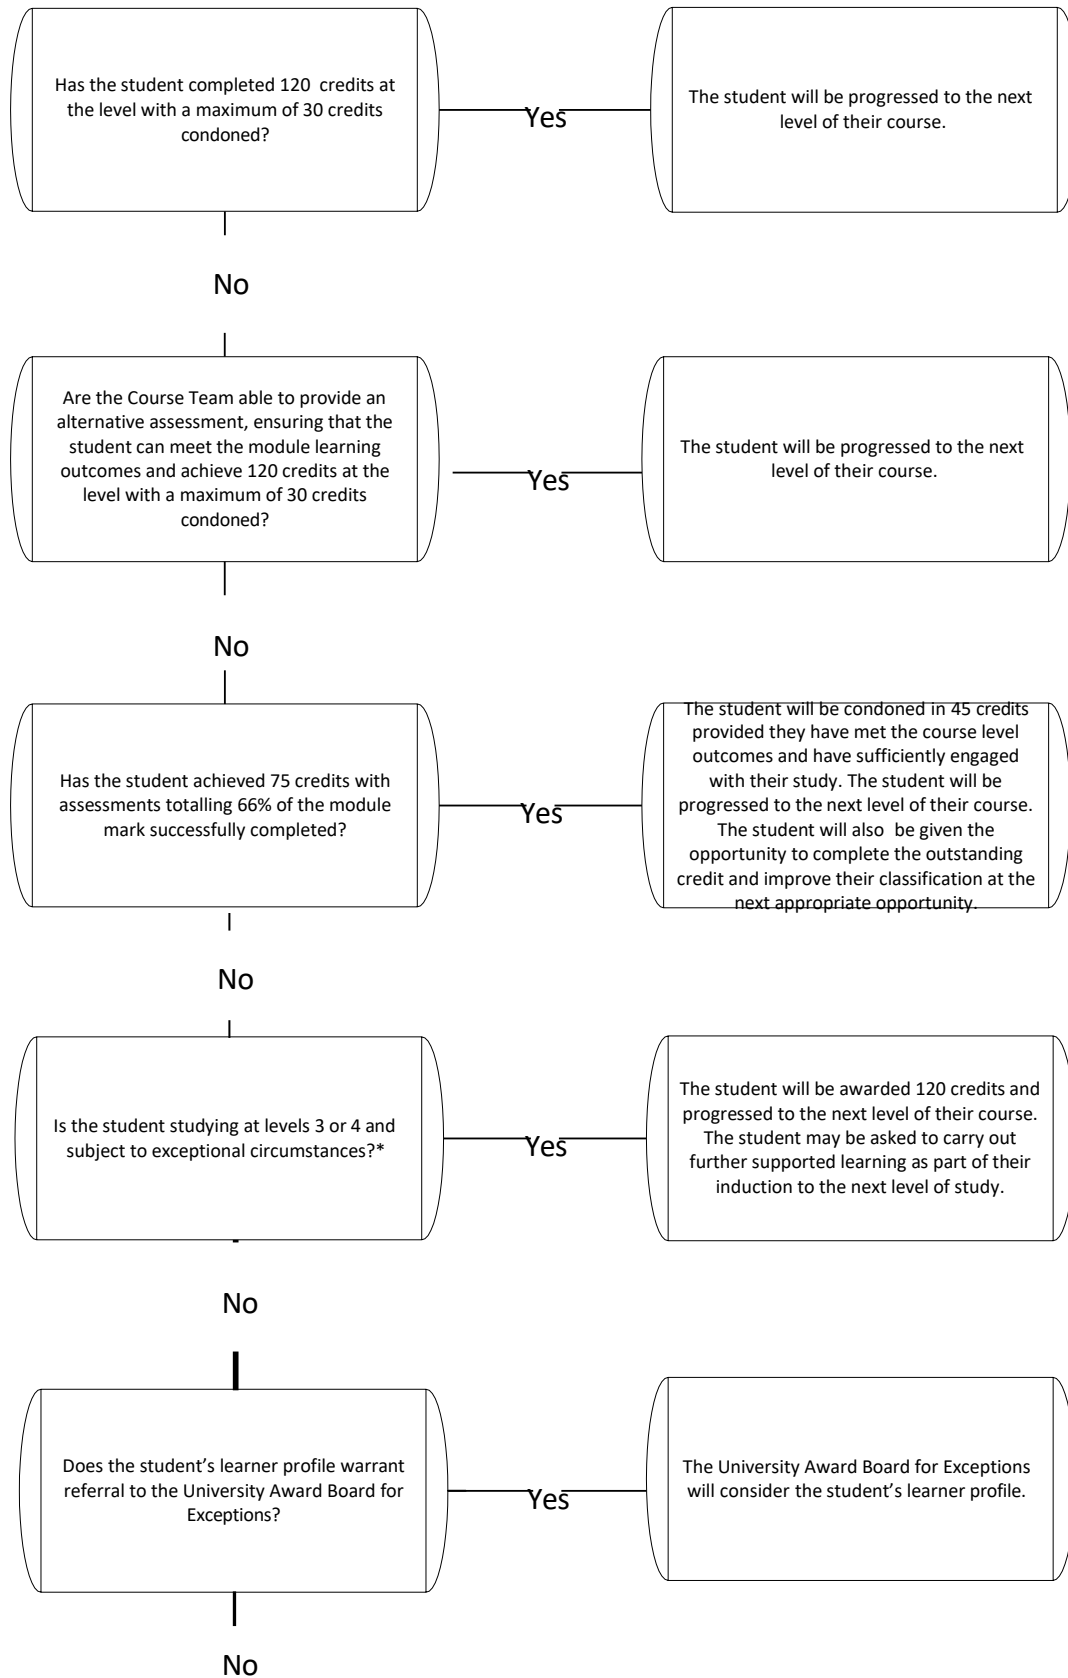 Has the student completed 120 credits at
the level with a maximum of 30 credits
condoned?
Yes
The student will be progressed to the next
level of their course.
No
Are the Course Team able to provide an
alternative assessment, ensuring that the
student can meet the module learning
outcomes and achieve 120 credits at the
level with a maximum of 30 credits
condoned?
Yes
The student will be progressed to the next
level of their course.
No
Has the student achieved 75 credits with
assessments totalling 66% of the module
mark successfully completed?
Yes
The student will be condoned in 45 credits
provided they have met the course level
outcomes and have sufficiently engaged
with their study. The student will be
progressed to the next level of their course.
The student will also be given the
opportunity to complete the outstanding
credit and improve their classification at the
next appropriate opportunity.
No
Is the student studying at levels 3 or 4 and
subject to exceptional circumstances?*
Yes
The student will be awarded 120 credits and
progressed to the next level of their course.
The student may be asked to carry out
further supported learning as part of their
induction to the next level of study.
No
Does the student’s learner profile warrant
referral to the University Award Board for
Exceptions?
Yes
The University Award Board for Exceptions
will consider the student’s learner profile.
No